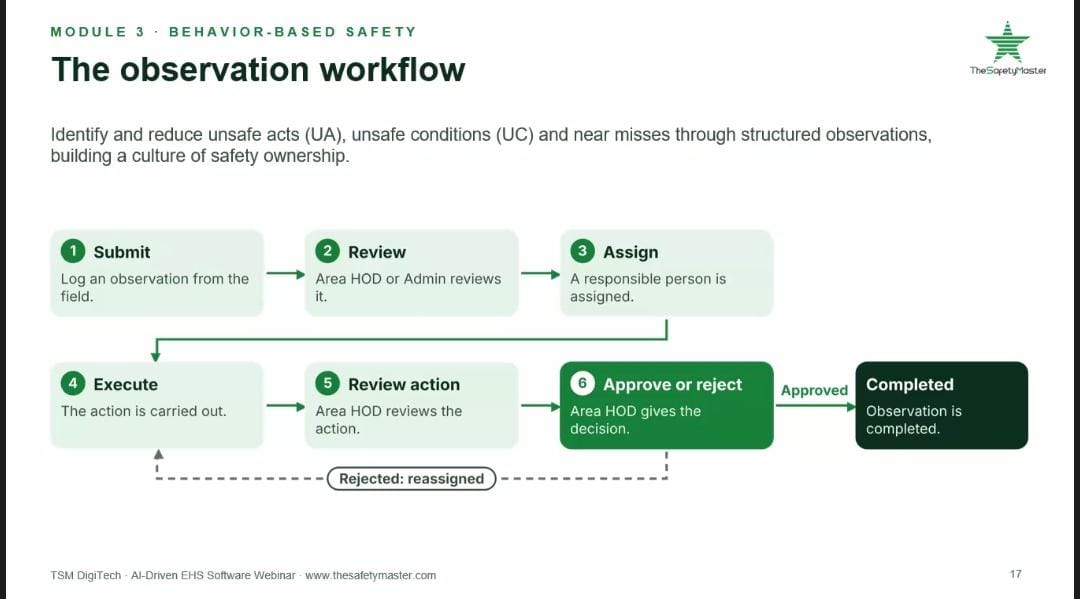 MODULE 3 · BEHAVIOR-BASED SAFETY
TheSafetyMaster
The observation workflow
Identify and reduce unsafe acts (UA), unsafe conditions (UC) and near misses through structured observations,
building a culture of safety ownership.
1 Submit
Log an observation from the
field.
2 Review
Area HOD or Admin reviews
it.
3 Assign
A responsible person is
assigned.
4 Execute
The action is carried out.
5 Review action
Area HOD reviews the
action.
6 Approve or reject
Area HOD gives the
decision.
Approved
Completed
Observation is
completed.
Rejected: reassigned
TSM DigiTech · AI-Driven EHS Software Webinar · www.thesafetymaster.com
17